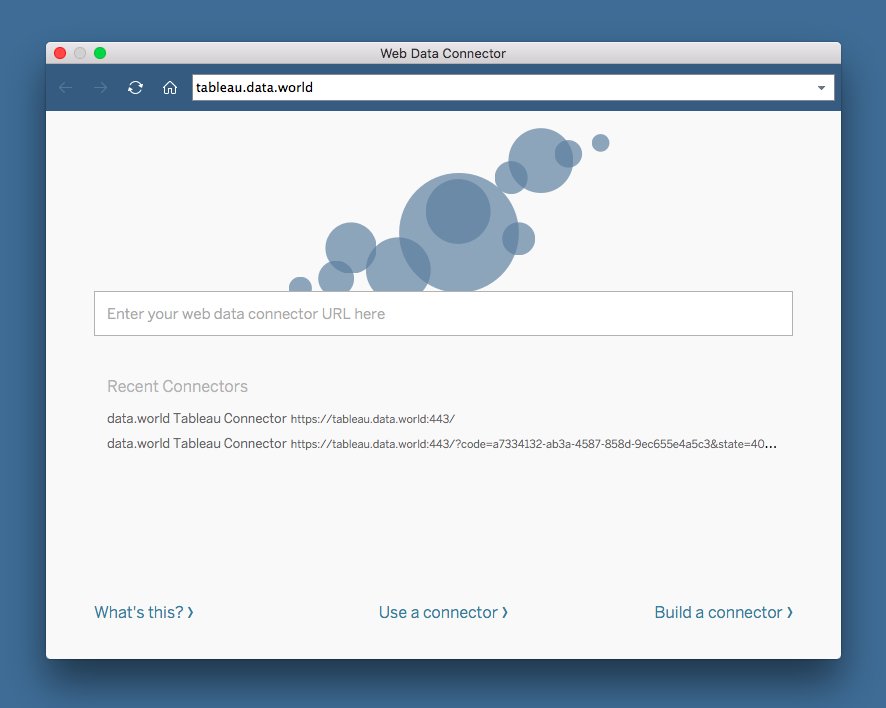 Web Data Connector
tableau.data.world
Enter your web data connector URL here
Recent Connectors
data.world Tableau Connector https://tableau.data.world:443/
data.world Tableau Connector https://tableau.data.world:443/?code=a7334132-ab3a-4587-858d-9ec655e4a5c3&state=40...
What's this? ›
Use a connector ›
Build a connector ›